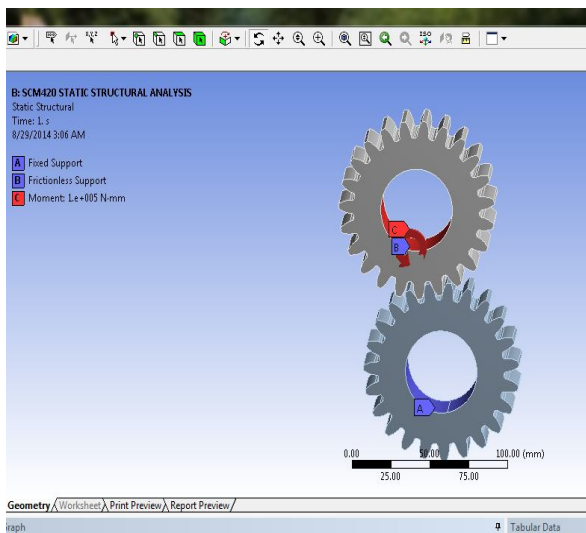 ISO
B: SCM420 STATIC STRUCTURAL ANALYSIS
Static Structural
Time: 1. s
8/29/2014 3:06 AM
A Fixed Support
B Frictionless Support
C Moment: 1.e+005 N-mm
C
B
A
0.00 50.00 100.00 (mm)
25.00 75.00
Geometry Worksheet Print Preview Report Preview
Graph Tabular Data